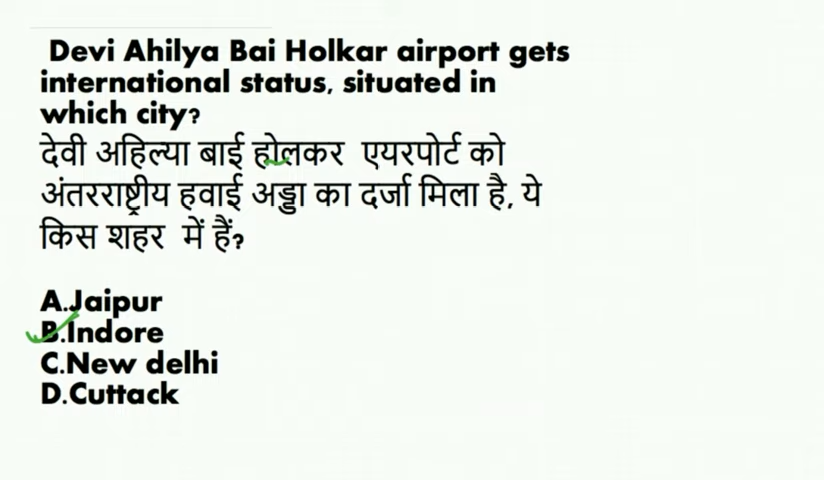 Devi Ahilya Bai Holkar airport gets
international status, situated in
which city?
देवी अहिल्या बाई होलकर एयरपोर्ट को
अंतरराष्ट्रीय हवाई अड्डा का दर्जा मिला है, ये
किस शहर में हैं?
A.Jaipur
B.Indore
C.New delhi
D.Cuttack